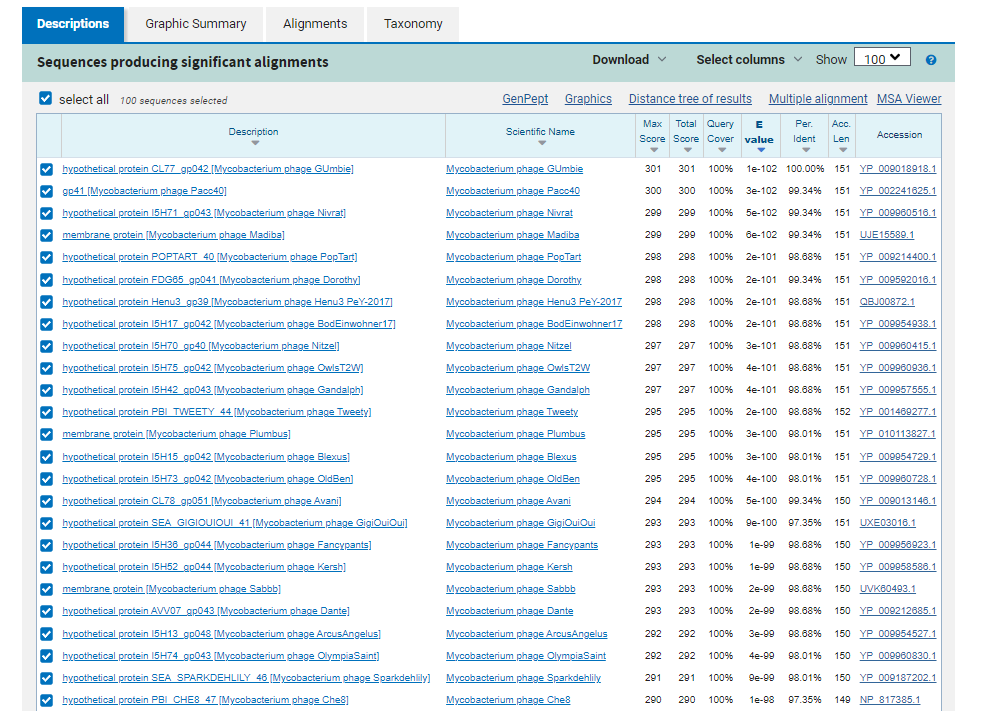 Descriptions Graphic Summary Alignments Taxonomy
Sequences producing significant alignments Download Select columns Show 100 ?
select all 100 sequences selected GenPept Graphics Distance tree of results Multiple alignment MSA Viewer
Description Scientific Name Max Score Total Score Query Cover E value Per. Ident Acc. Len Accession
hypothetical protein CL77_gp042 [Mycobacterium phage GUmbie] Mycobacterium phage GUmbie 301 301 100% 1e-102 100.00% 151 YP_009018918.1
gp41 [Mycobacterium phage Pacc40] Mycobacterium phage Pacc40 300 300 100% 3e-102 99.34% 151 YP_002241625.1
hypothetical protein I5H71_gp043 [Mycobacterium phage Nivrat] Mycobacterium phage Nivrat 299 299 100% 5e-102 99.34% 151 YP_009960516.1
membrane protein [Mycobacterium phage Madiba] Mycobacterium phage Madiba 299 299 100% 6e-102 99.34% 151 UJE15589.1
hypothetical protein POPTART_40 [Mycobacterium phage PopTart] Mycobacterium phage PopTart 298 298 100% 2e-101 98.68% 151 YP_009214400.1
hypothetical protein FDG65_gp041 [Mycobacterium phage Dorothy] Mycobacterium phage Dorothy 298 298 100% 2e-101 99.34% 151 YP_009592016.1
hypothetical protein Henu3_gp39 [Mycobacterium phage Henu3 PeY-2017] Mycobacterium phage Henu3 PeY-2017 298 298 100% 2e-101 98.68% 151 QBJ00872.1
hypothetical protein I5H17_gp042 [Mycobacterium phage BodEinwohner17] Mycobacterium phage BodEinwohner17 298 298 100% 2e-101 98.68% 151 YP_009954938.1
hypothetical protein I5H70_gp40 [Mycobacterium phage Nitzel] Mycobacterium phage Nitzel 297 297 100% 3e-101 98.68% 151 YP_009960415.1
hypothetical protein I5H75_gp042 [Mycobacterium phage OwlsT2W] Mycobacterium phage OwlsT2W 297 297 100% 4e-101 98.68% 151 YP_009960936.1
hypothetical protein I5H42_gp043 [Mycobacterium phage Gandalph] Mycobacterium phage Gandalph 297 297 100% 4e-101 98.68% 151 YP_009957555.1
hypothetical protein PBI_TWEETY_44 [Mycobacterium phage Tweety] Mycobacterium phage Tweety 295 295 100% 2e-100 98.68% 152 YP_001469277.1
membrane protein [Mycobacterium phage Plumbus] Mycobacterium phage Plumbus 295 295 100% 3e-100 98.01% 151 YP_010113827.1
hypothetical protein I5H15_gp042 [Mycobacterium phage Blexus] Mycobacterium phage Blexus 295 295 100% 3e-100 98.01% 151 YP_009954729.1
hypothetical protein I5H73_gp042 [Mycobacterium phage OldBen] Mycobacterium phage OldBen 295 295 100% 4e-100 98.01% 151 YP_009960728.1
hypothetical protein CL78_gp051 [Mycobacterium phage Avani] Mycobacterium phage Avani 294 294 100% 5e-100 99.34% 150 YP_009013146.1
hypothetical protein SEA_GIGIOUIOUI_41 [Mycobacterium phage GigiOuiOui] Mycobacterium phage GigiOuiOui 293 293 100% 9e-100 97.35% 151 UXE03016.1
hypothetical protein I5H36_gp044 [Mycobacterium phage Fancypants] Mycobacterium phage Fancypants 293 293 100% 1e-99 98.68% 150 YP_009956923.1
hypothetical protein I5H52_gp044 [Mycobacterium phage Kersh] Mycobacterium phage Kersh 293 293 100% 1e-99 98.68% 150 YP_009958586.1
membrane protein [Mycobacterium phage Sabbb] Mycobacterium phage Sabbb 293 293 100% 2e-99 98.68% 150 UVK60493.1
hypothetical protein AVV07_gp043 [Mycobacterium phage Dante] Mycobacterium phage Dante 293 293 100% 2e-99 98.68% 150 YP_009212685.1
hypothetical protein I5H13_gp048 [Mycobacterium phage ArcusAngelus] Mycobacterium phage ArcusAngelus 292 292 100% 3e-99 98.68% 150 YP_009954527.1
hypothetical protein I5H74_gp043 [Mycobacterium phage OlympiaSaint] Mycobacterium phage OlympiaSaint 292 292 100% 4e-99 98.01% 150 YP_009960830.1
hypothetical protein SEA_SPARKDEHLILY_46 [Mycobacterium phage Sparkdehlily] Mycobacterium phage Sparkdehlily 291 291 100% 9e-99 98.01% 150 YP_009187202.1
hypothetical protein PBI_CHE8_47 [Mycobacterium phage Che8] Mycobacterium phage Che8 290 290 100% 1e-98 97.35% 149 NP_817385.1